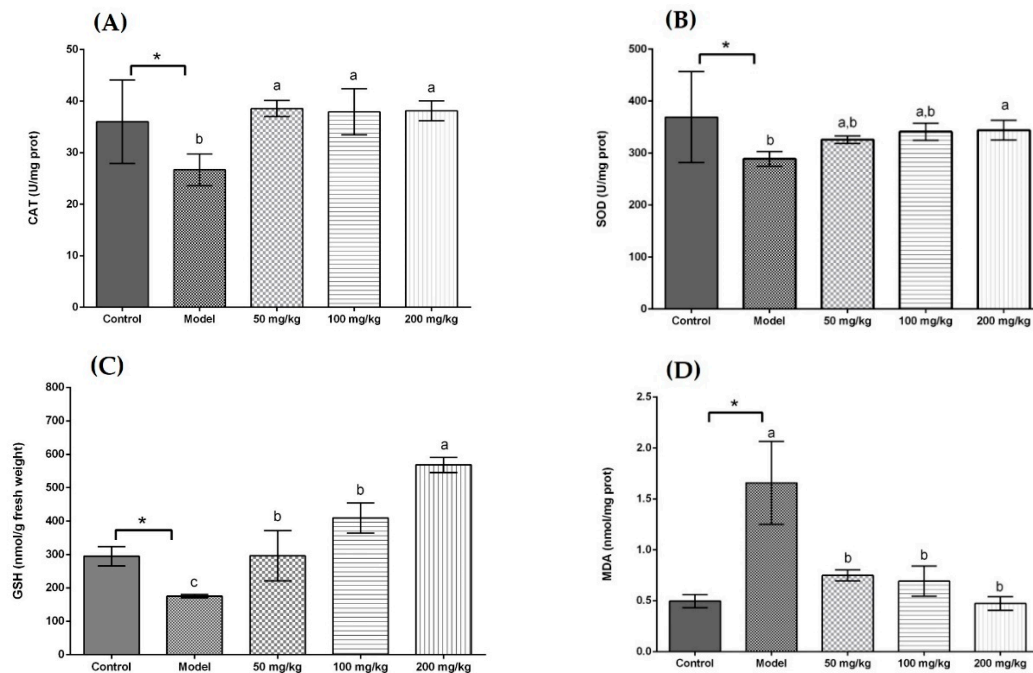 (A)
CAT (U/mg prot)
50
40
30
20
10
0
*
b
a
a
a
Control Model 50 mg/kg 100 mg/kg 200 mg/kg
(B)
SOD (U/mg prot)
500
400
300
200
100
0
*
b
a,b
a,b
a
Control Model 50 mg/kg 100 mg/kg 200 mg/kg
(C)
GSH (nmol/g fresh weight)
800
700
600
500
400
300
200
100
0
*
c
b
b
a
Control Model 50 mg/kg 100 mg/kg 200 mg/kg
(D)
MDA (nmol/mg prot)
2.5
2.0
1.5
1.0
0.5
0.0
*
a
b
b
b
Control Model 50 mg/kg 100 mg/kg 200 mg/kg